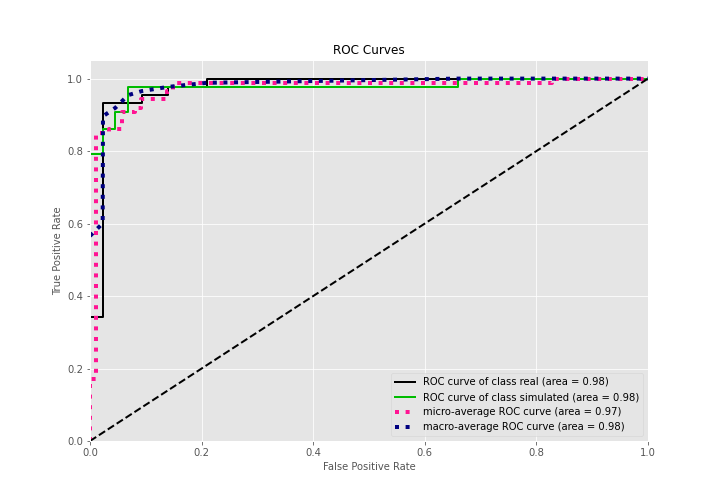 ROC Curves
True Positive Rate
1.0
0.8
0.6
0.4
0.2
0.0
0.0 0.2 0.4 0.6 0.8 1.0
False Positive Rate
ROC curve of class real (area = 0.98)
ROC curve of class simulated (area = 0.98)
micro-average ROC curve (area = 0.97)
macro-average ROC curve (area = 0.98)